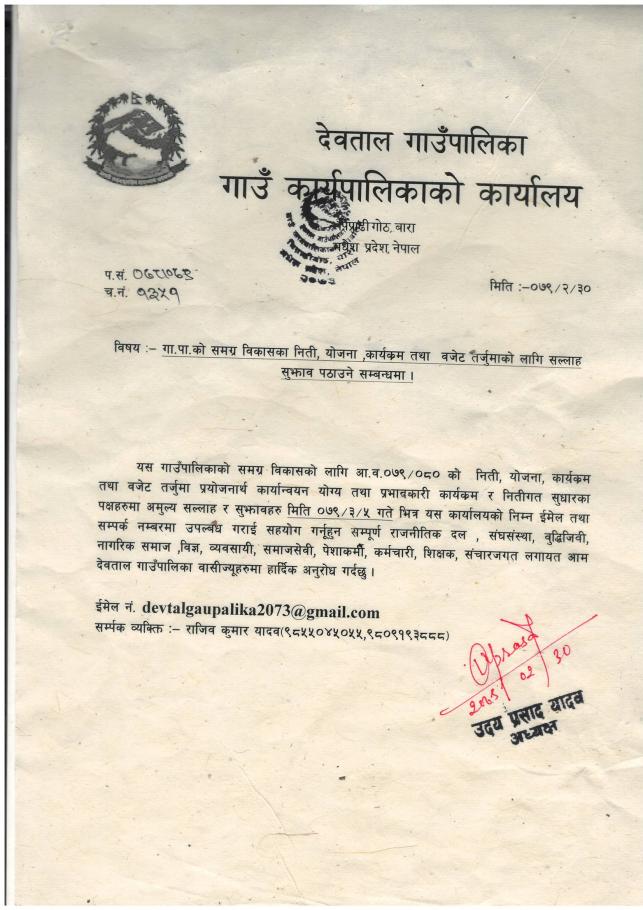 देवताल गाउँपालिका
गाउँ कार्यपालिकाको कार्यालय
पिप्राढी गोठ, बारा
मधेश प्रदेश, नेपाल
२०७३
प.सं. ०७८।०७९
च.नं. १३५१
मिति :–०७९/२/३०
विषय :– गा.पा.को समग्र विकासका निती, योजना ,कार्यक्रम तथा वजेट तर्जुमाको लागि सल्लाह
सुझाव पठाउने सम्बन्धमा ।
यस गाउँपालिकाको समग्र विकासको लागि आ.व.०७९/०८० को निती, योजना, कार्यक्रम
तथा वजेट तर्जुमा प्रयोजनार्थ कार्यान्वयन योग्य तथा प्रभावकारी कार्यक्रम र नितीगत सुधारका
पक्षहरुमा अमुल्य सल्लाह र सुझावहरु मिति ०७९/३/५ गते भित्र यस कार्यालयको निम्न ईमेल तथा
सम्पर्क नम्बरमा उपलब्ध गराई सहयोग गर्नूहुन सम्पूर्ण राजनीतिक दल , संघसंस्था, वुद्धिजिवी,
नागरिक समाज ,विज्ञ, व्यवसायी, समाजसेवी, पेशाकर्मी, कर्मचारी, शिक्षक, संचारजगत लगायत आम
देवताल गाउँपालिका वासीज्यूहरुमा हार्दिक अनुरोध गर्दछु ।
ईमेल नं. devtalgaupalika2073@gmail.com
सर्म्पक व्यक्ति :– राजिव कुमार यादव(९८५५०४५०५५,९८०९१९३८८८)
02/30
उदय प्रसाद यादव
अध्यक्ष